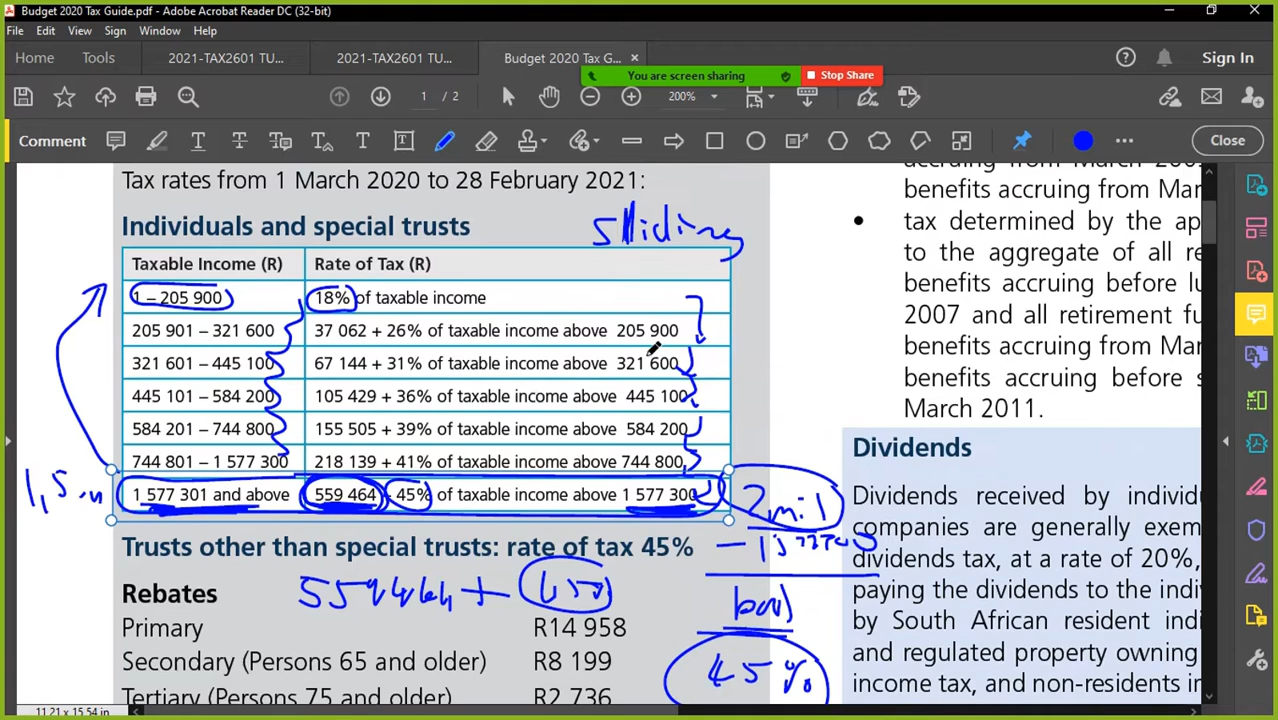 Budget 2020 Tax Guide.pdf - Adobe Acrobat Reader DC (32-bit)
File Edit View Sign Window Help
Home Tools 2021-TAX2601 TU... 2021-TAX2601 TU... Budget 2020 Tax G... ×
Sign In
You are screen sharing Stop Share
1 / 2 200%
Comment Close
Tax rates from 1 March 2020 to 28 February 2021:
Individuals and special trusts
Sliding
Taxable Income (R) Rate of Tax (R)
1 – 205 900 18% of taxable income
205 901 – 321 600 37 062 + 26% of taxable income above 205 900
321 601 – 445 100 67 144 + 31% of taxable income above 321 600
445 101 – 584 200 105 429 + 36% of taxable income above 445 100
584 201 – 744 800 155 505 + 39% of taxable income above 584 200
744 801 – 1 577 300 218 139 + 41% of taxable income above 744 800
1,5 m
1 577 301 and above 559 464 + 45% of taxable income above 1 577 300
2 mil
Trusts other than special trusts: rate of tax 45%
559464 +
45%
Rebates
Primary R14 958
Secondary (Persons 65 and older) R8 199
Tertiary (Persons 75 and older) R2 736
benefits accruing from Mar
• tax determined by the ap
to the aggregate of all re
benefits accruing before lu
2007 and all retirement fu
benefits accruing from Mar
benefits accruing before s
March 2011.
Dividends
Dividends received by individ
companies are generally exem
dividends tax, at a rate of 20%,
paying the dividends to the indiv
by South African resident indi
and regulated property owning
income tax, and non-residents in
11.21 x 15.54 in